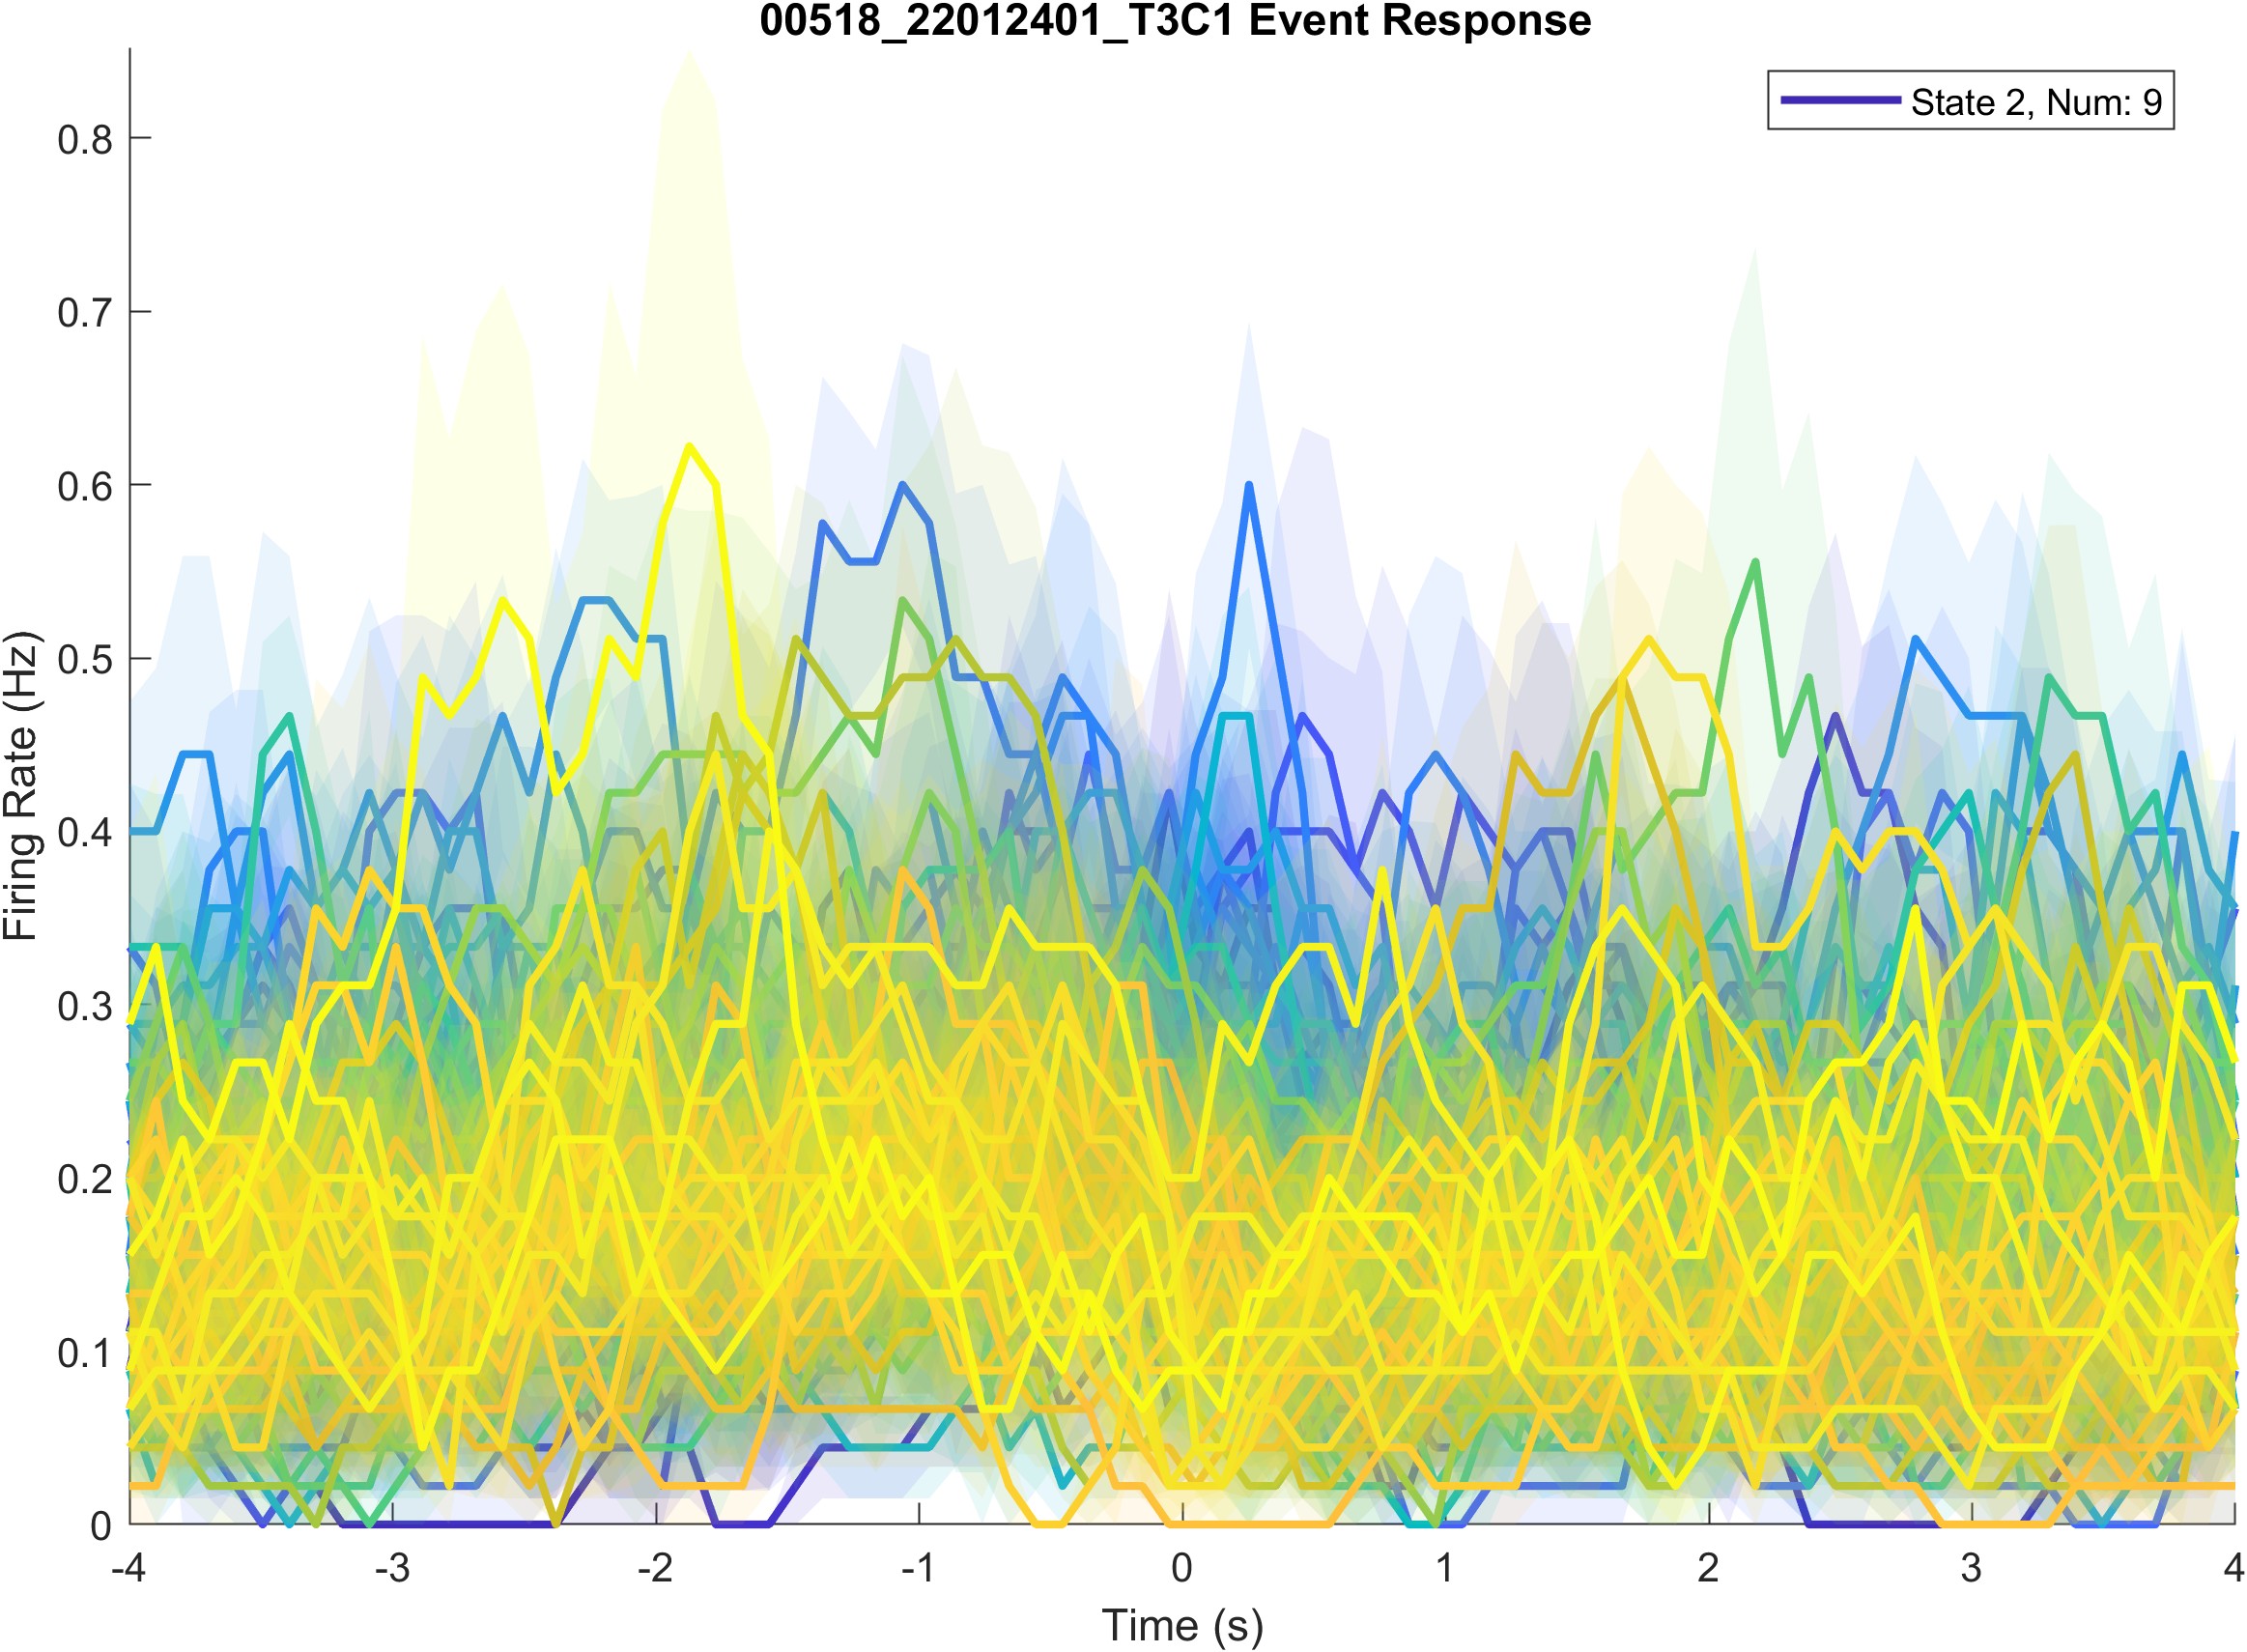 00518_22012401_T3C1 Event Response
State 2, Num: 9
Firing Rate (Hz)
0.8
0.7
0.6
0.5
0.4
0.3
0.2
0.1
0
-4 -3 -2 -1 0 1 2 3 4
Time (s)